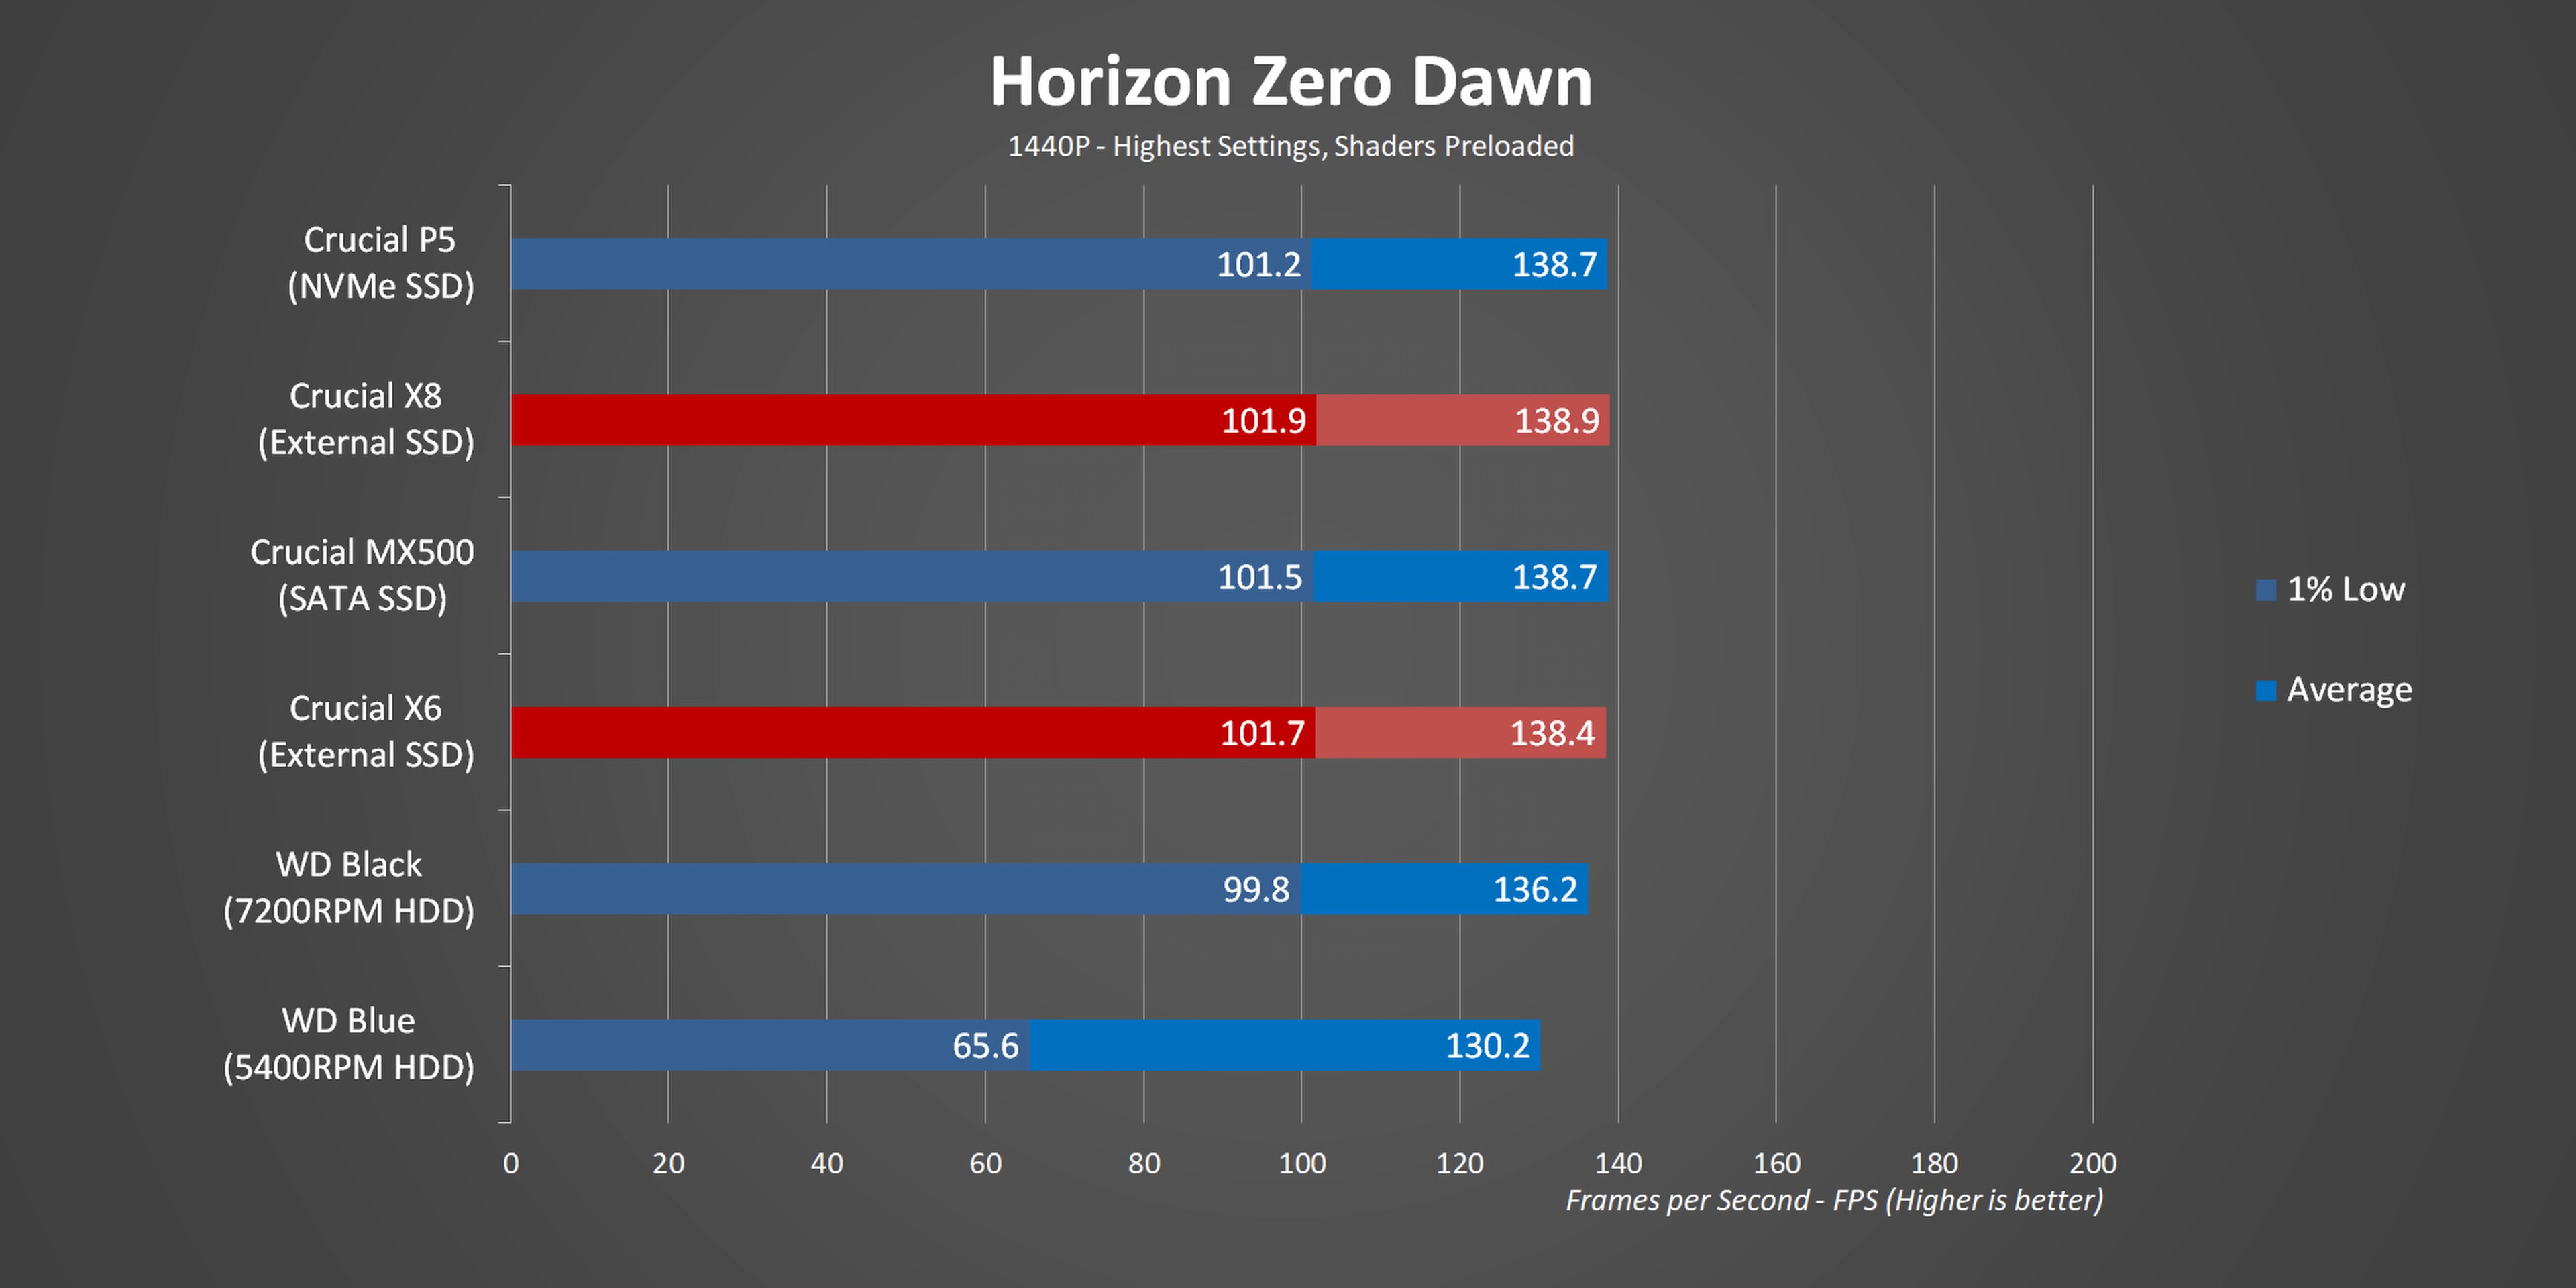 Horizon Zero Dawn
1440P - Highest Settings, Shaders Preloaded
Crucial P5
(NVMe SSD)
101.2
138.7
Crucial X8
(External SSD)
101.9
138.9
Crucial MX500
(SATA SSD)
101.5
138.7
Crucial X6
(External SSD)
101.7
138.4
WD Black
(7200RPM HDD)
99.8
136.2
WD Blue
(5400RPM HDD)
65.6
130.2
1% Low
Average
0 20 40 60 80 100 120 140 160 180 200
Frames per Second - FPS (Higher is better)